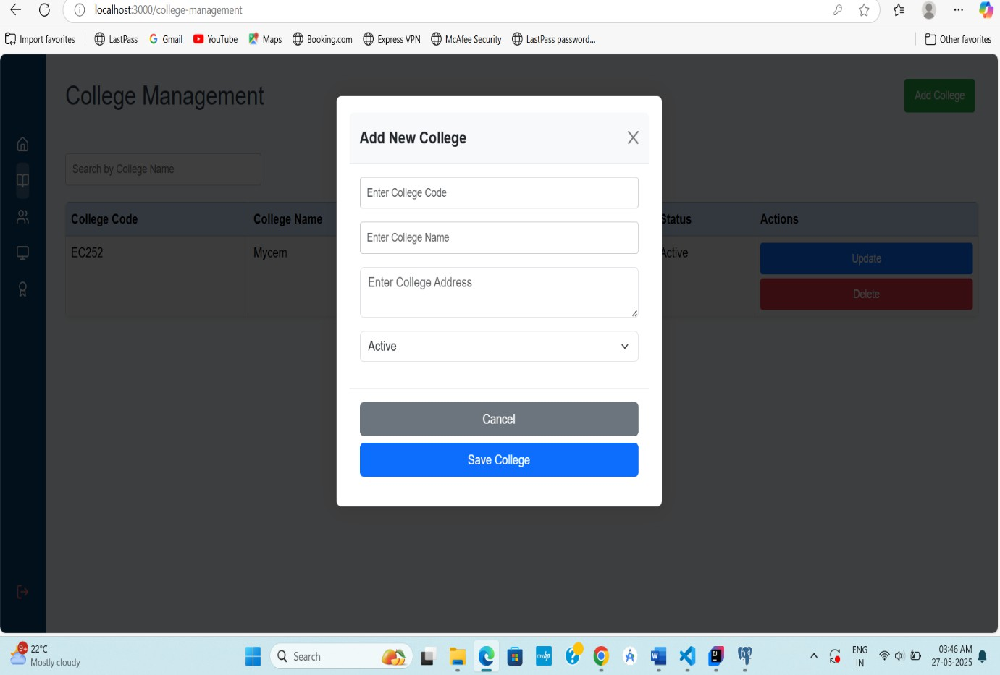 localhost:3000/college-management
Import favorites
LastPass
Gmail
YouTube
Maps
Booking.com
Express VPN
McAfee Security
LastPass password...
Other favorites
College Management
Add College
Search by College Name
College Code
College Name
Status
Actions
EC252
Mycem
Active
Update
Delete
Add New College
Enter College Code
Enter College Name
Enter College Address
Active
Cancel
Save College
9+
22°C
Mostly cloudy
Search
myhp
ENG
IN
03:46 AM
27-05-2025